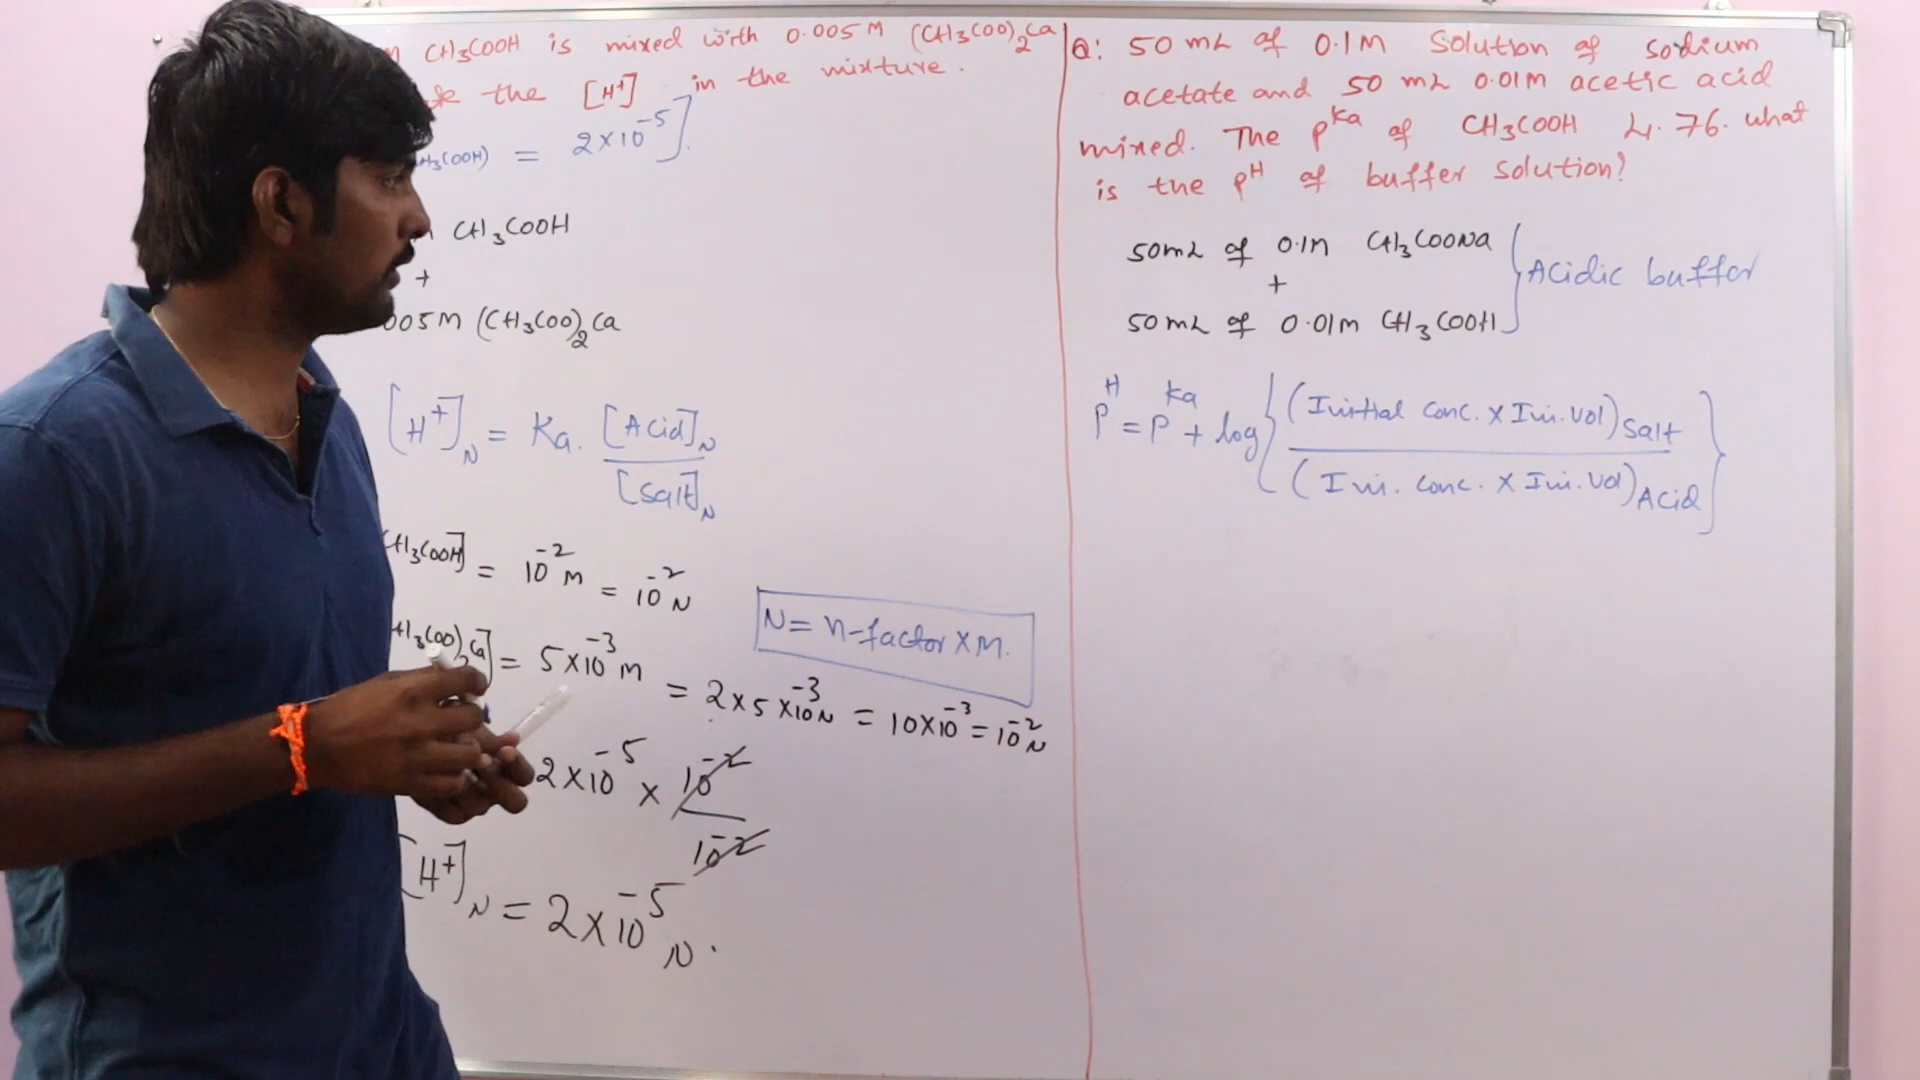 CH3COOH is mixed with 0.005M (CH3COO)2Ca
the [H+] in the mixture.
H3COOH) = 2×10^-5].
CH3COOH
+
005M (CH3COO)2Ca
[H+]N = Ka. [Acid]N / [Salt]N
CH3COOH] = 10^-2 M = 10^-2 N
N = n-factor × M.
H3COO)2Ca] = 5×10^-3 M = 2×5×10^-3 N = 10×10^-3 = 10^-2 N
2×10^-5 × 10^-2 / 10^-2
[H+]N = 2×10^-5 N.
Q: 50 mL of 0.1M Solution of sodium
acetate and 50 mL 0.01M acetic acid
mixed. The pKa of CH3COOH 4.76. what
is the pH of buffer solution?
50mL of 0.1M CH3COONa
+
50mL of 0.01M CH3COOH
Acidic buffer
pH = pKa + log {(Initial conc. × Ini. vol)Salt / (Ini. conc. × Ini. vol)Acid}